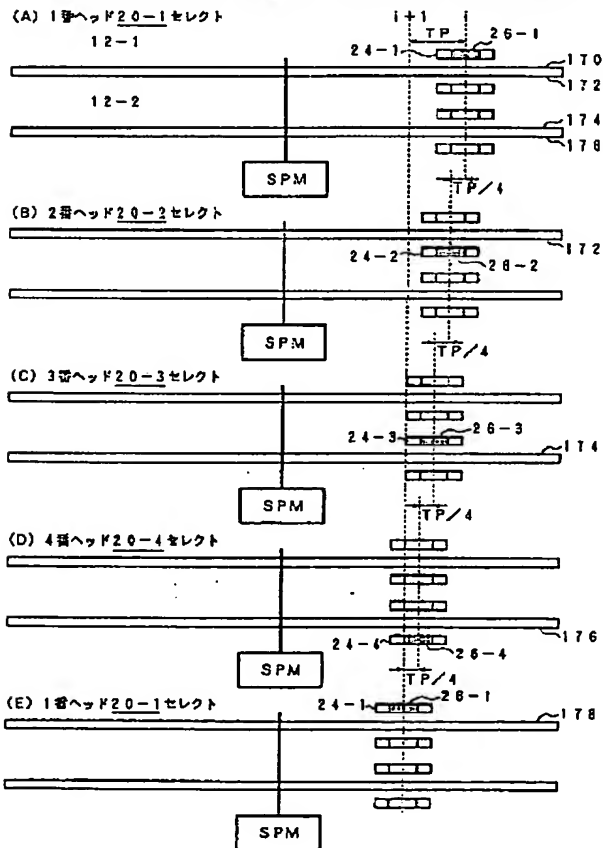 (A) 1番ヘッド20-1セレクト
i+1 i
TP
12-1
24-1
26-1
170
172
12-2
174
178
SPM
TP/4
(B) 2番ヘッド20-2セレクト
172
24-2
26-2
SPM
TP/4
(C) 3番ヘッド20-3セレクト
24-3
26-3
174
SPM
TP/4
(D) 4番ヘッド20-4セレクト
176
24-4
26-4
SPM
TP/4
(E) 1番ヘッド20-1セレクト
24-1
26-1
178
SPM